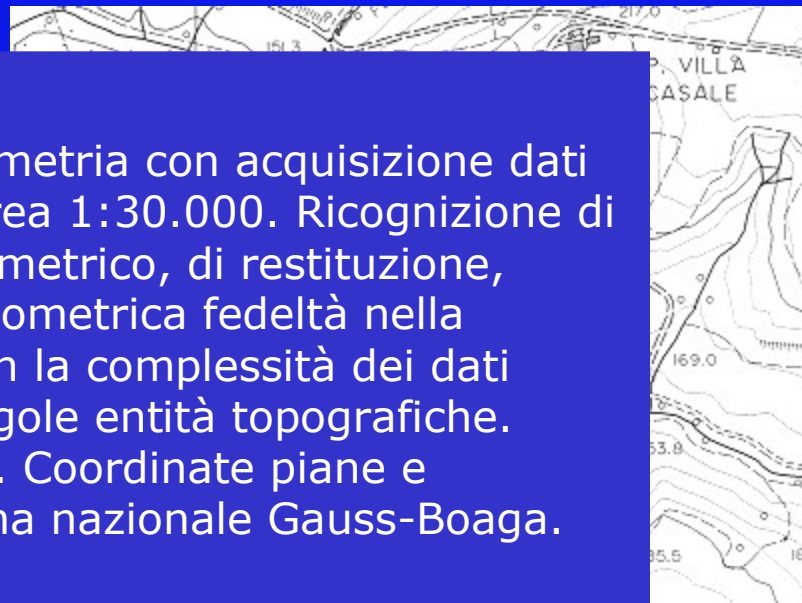 217.0
151.3
P. VILLA
CASALE
metria con acquisizione dati
rea 1:30.000. Ricognizione di
metrico, di restituzione,
ometrica fedeltà nella
n la complessità dei dati
gole entità topografiche.
. Coordinate piane e
na nazionale Gauss-Boaga.
169.0
53.8
35.5